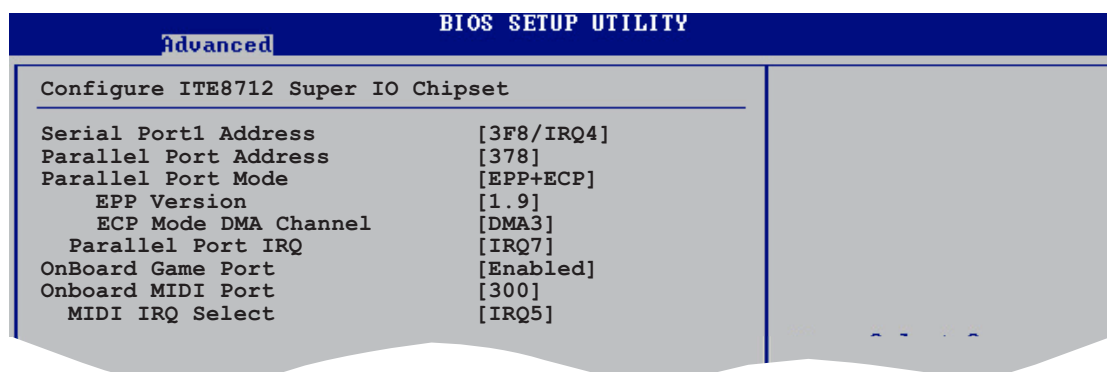 BIOS SETUP UTILITY
Advanced
Configure ITE8712 Super IO Chipset
Serial Port1 Address [3F8/IRQ4]
Parallel Port Address [378]
Parallel Port Mode [EPP+ECP]
EPP Version [1.9]
ECP Mode DMA Channel [DMA3]
Parallel Port IRQ [IRQ7]
OnBoard Game Port [Enabled]
Onboard MIDI Port [300]
MIDI IRQ Select [IRQ5]